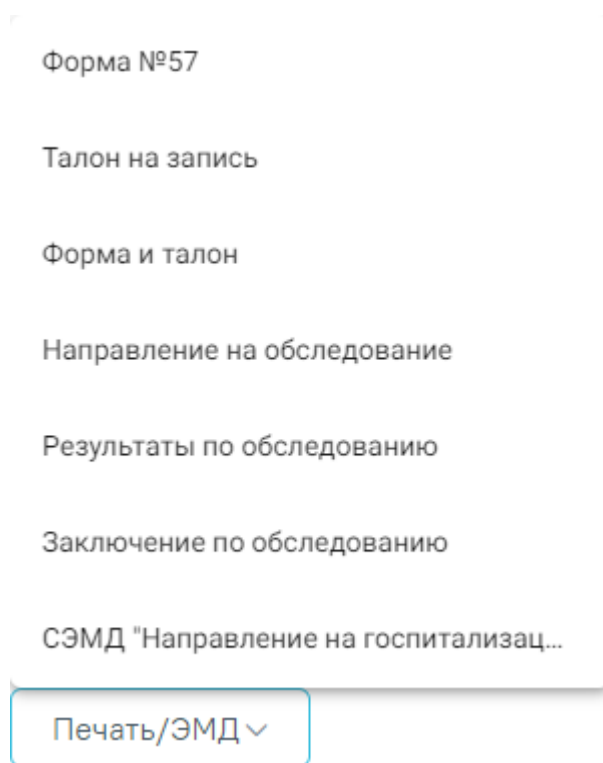 Форма №57
Талон на запись
Форма и талон
Направление на обследование
Результаты по обследованию
Заключение по обследованию
СЭМД "Направление на госпитализац...
Печать/ЭМД